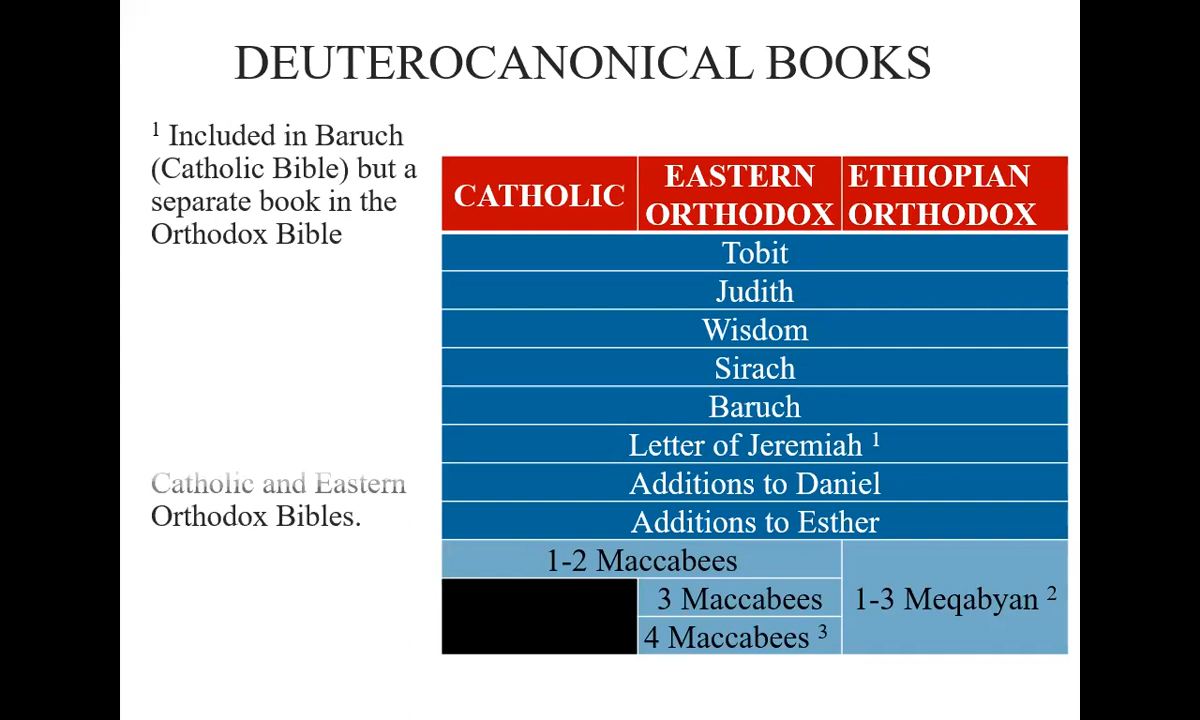 DEUTEROCANONICAL BOOKS
¹ Included in Baruch
(Catholic Bible) but a
separate book in the
Orthodox Bible
Catholic and Eastern
Orthodox Bibles.
CATHOLIC
EASTERN
ORTHODOX
ETHIOPIAN
ORTHODOX
Tobit
Judith
Wisdom
Sirach
Baruch
Letter of Jeremiah ¹
Additions to Daniel
Additions to Esther
1-2 Maccabees
3 Maccabees
4 Maccabees ³
1-3 Meqabyan ²